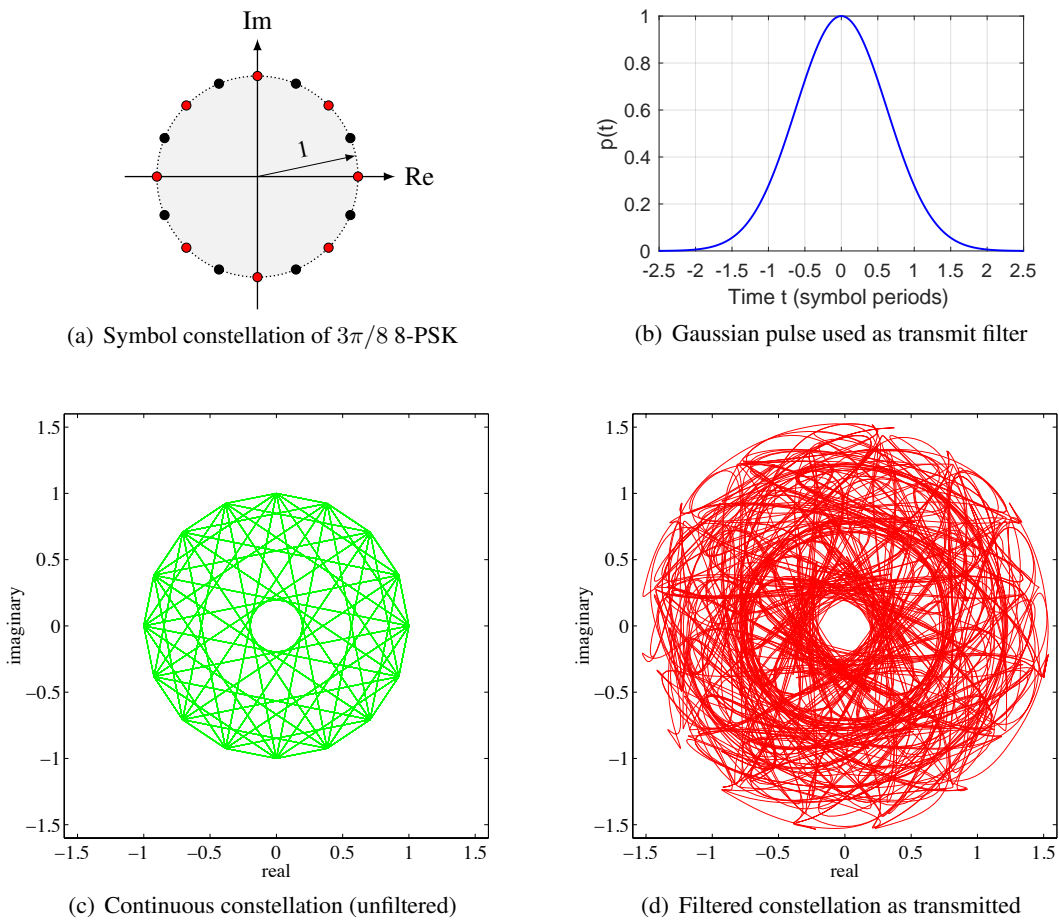 Im
1
Re
(a) Symbol constellation of 3π/8 8-PSK
1
0.8
0.6
0.4
0.2
0
p(t)
-2.5 -2 -1.5 -1 -0.5 0 0.5 1 1.5 2 2.5
Time t (symbol periods)
(b) Gaussian pulse used as transmit filter
1.5
1
0.5
0
−0.5
−1
−1.5
imaginary
−1.5 −1 −0.5 0 0.5 1 1.5
real
(c) Continuous constellation (unfiltered)
1.5
1
0.5
0
−0.5
−1
−1.5
imaginary
−1.5 −1 −0.5 0 0.5 1 1.5
real
(d) Filtered constellation as transmitted